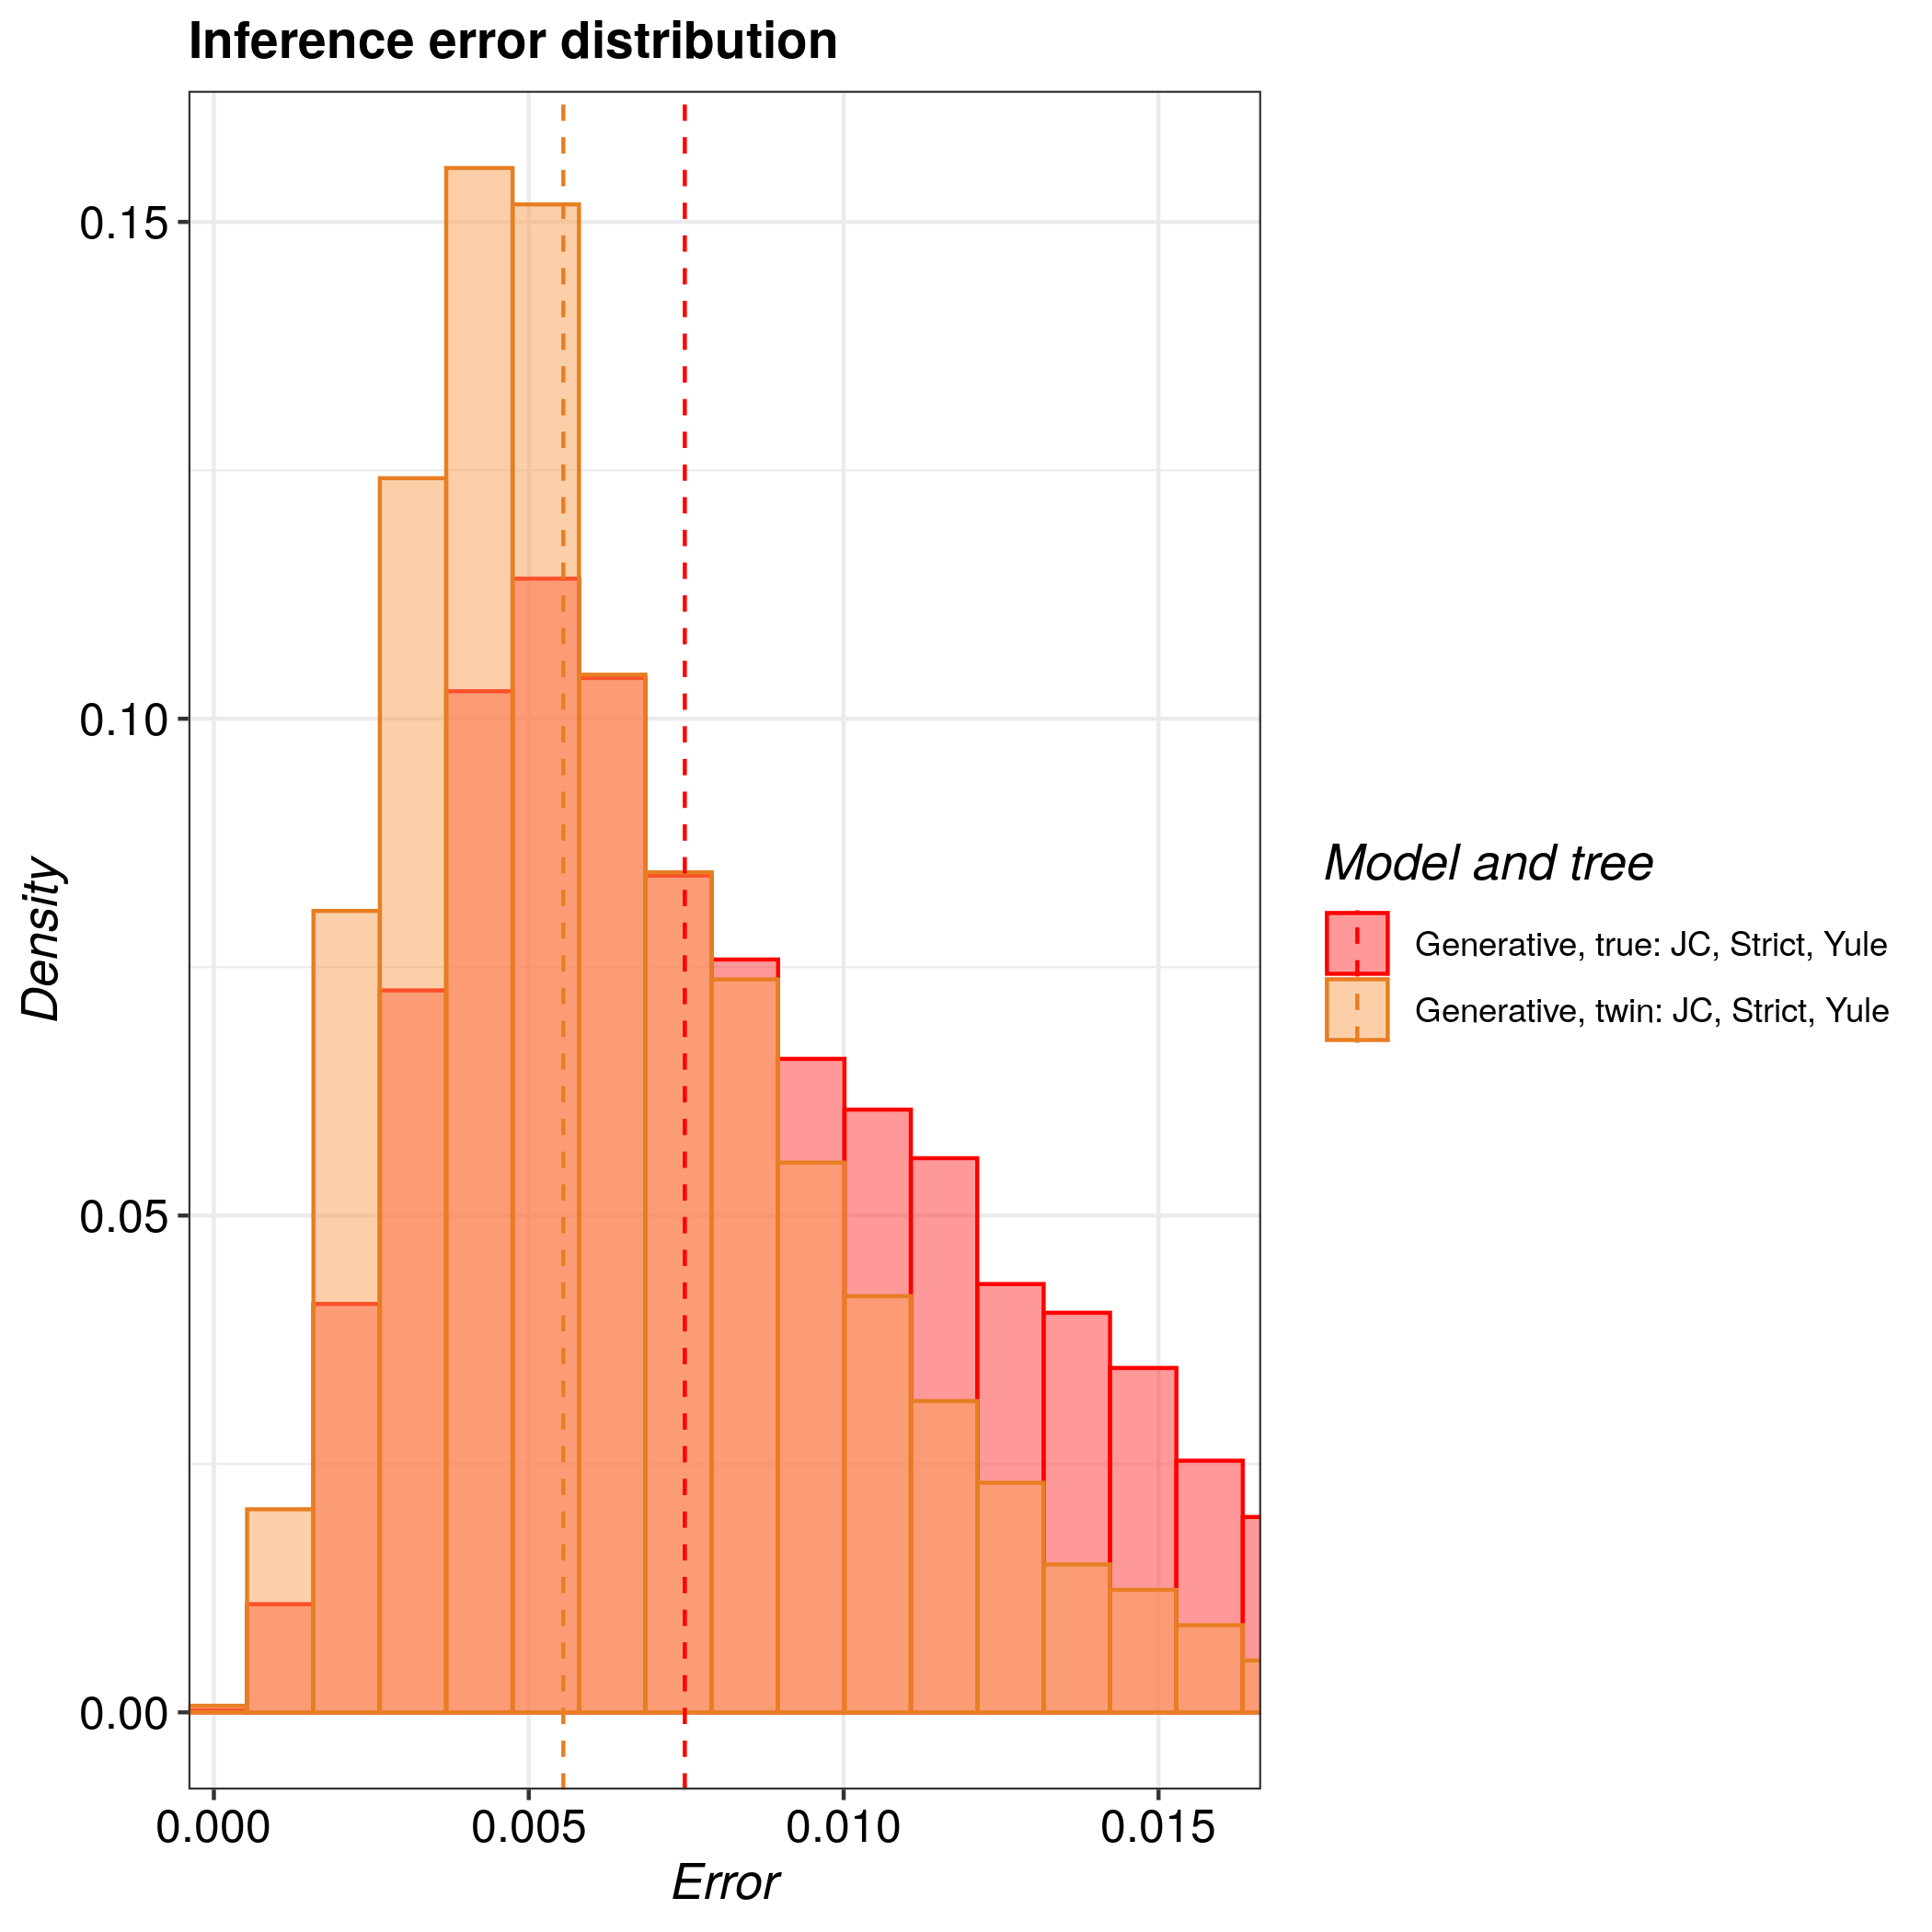 Inference error distribution
0.15
0.10
0.05
0.00
Density
0.000 0.005 0.010 0.015
Error
Model and tree
Generative, true: JC, Strict, Yule
Generative, twin: JC, Strict, Yule